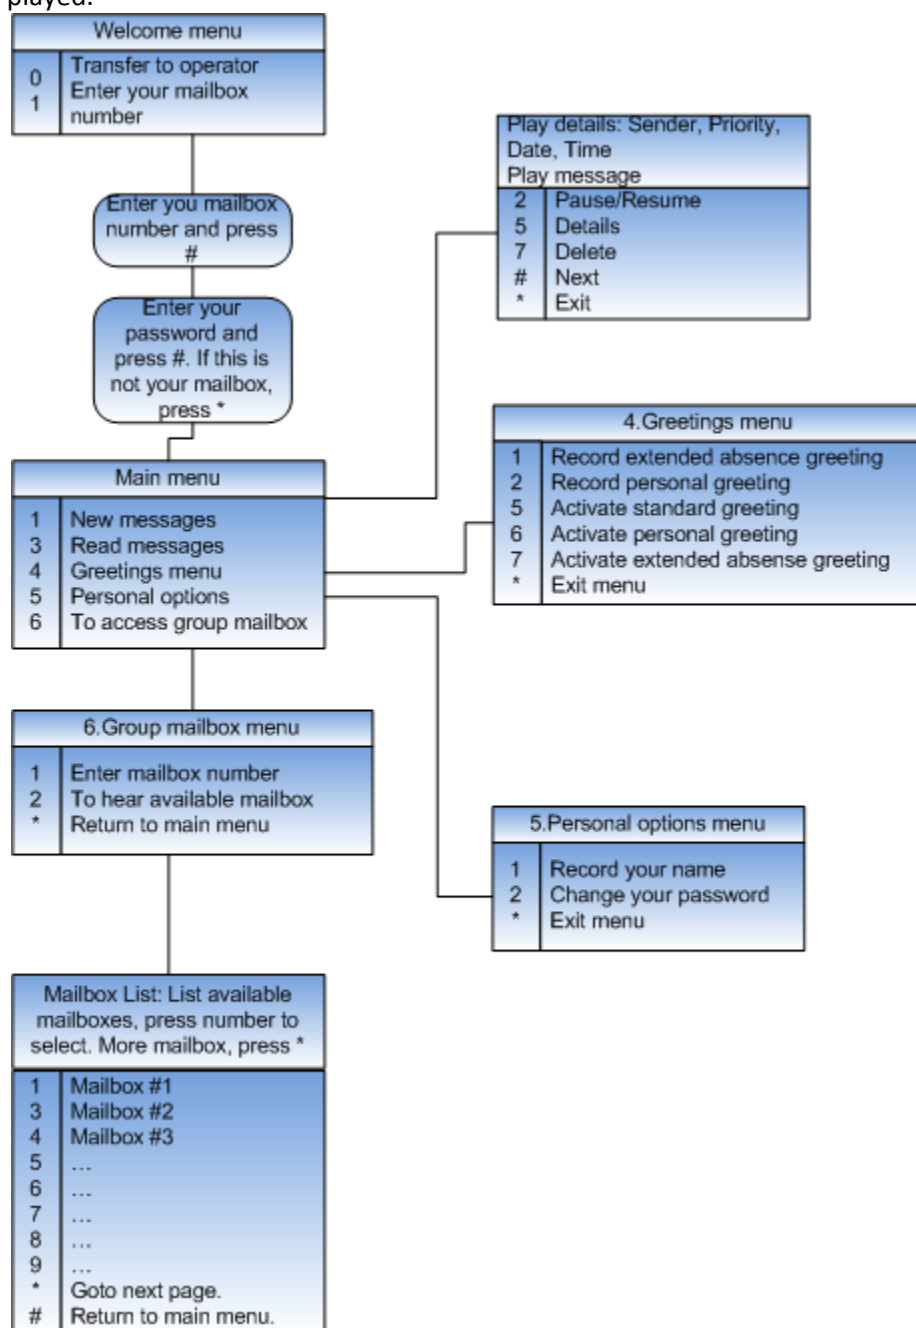 played.
Welcome menu
0 Transfer to operator
1 Enter your mailbox
number
Enter you mailbox
number and press
#
Enter your
password and
press #. If this is
not your mailbox,
press *
Main menu
1 New messages
3 Read messages
4 Greetings menu
5 Personal options
6 To access group mailbox
Play details: Sender, Priority,
Date, Time
Play message
2 Pause/Resume
5 Details
7 Delete
# Next
* Exit
4.Greetings menu
1 Record extended absence greeting
2 Record personal greeting
5 Activate standard greeting
6 Activate personal greeting
7 Activate extended absense greeting
* Exit menu
6.Group mailbox menu
1 Enter mailbox number
2 To hear available mailbox
* Return to main menu
5.Personal options menu
1 Record your name
2 Change your password
* Exit menu
Mailbox List: List available
mailboxes, press number to
select. More mailbox, press *
1 Mailbox #1
3 Mailbox #2
4 Mailbox #3
5 ...
6 ...
7 ...
8 ...
9 ...
* Goto next page.
# Return to main menu.